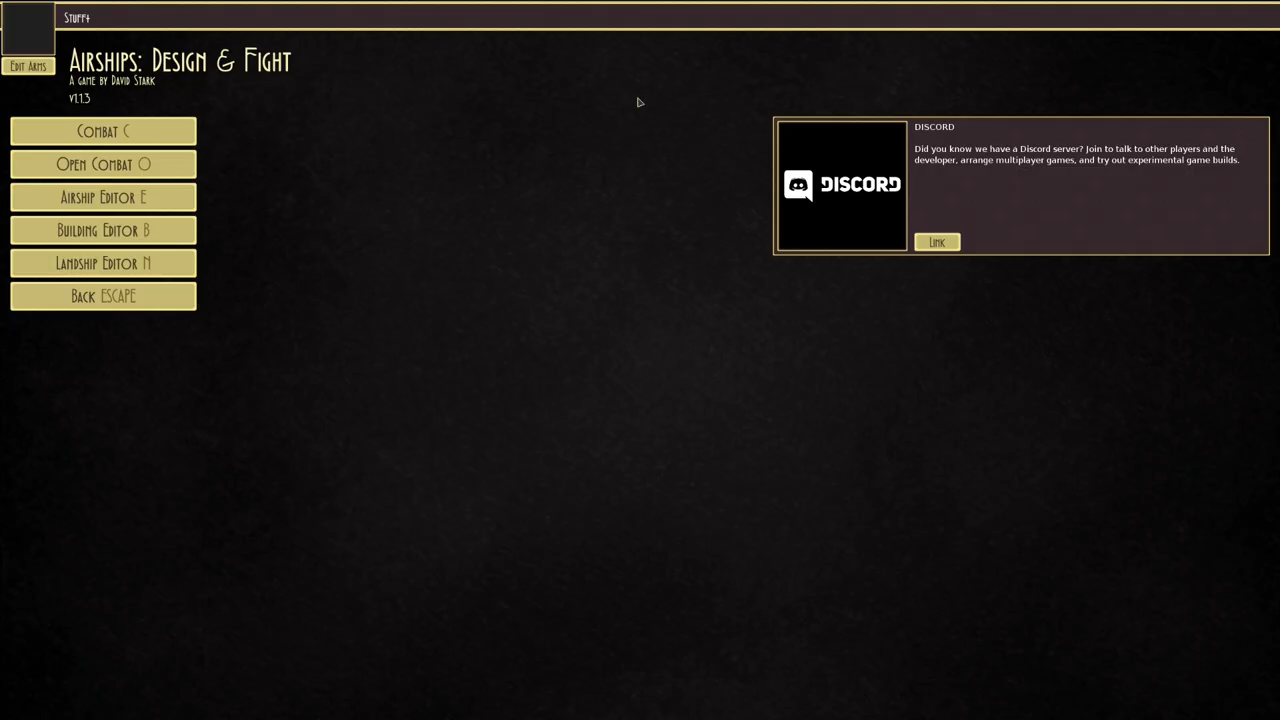 Stuff+
Edit Arms
Airships: Design & Fight
A game by David Stark
v1.1.3
Combat C
Open Combat O
Airship Editor E
Building Editor B
Landship Editor N
Back ESCAPE
DISCORD
DISCORD
Did you know we have a Discord server? Join to talk to other players and the
developer, arrange multiplayer games, and try out experimental game builds.
Link